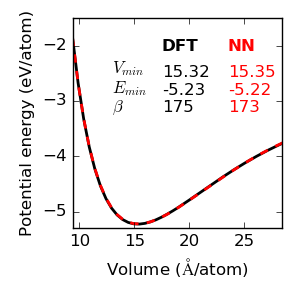 Potential energy (eV/atom)
−2
−3
−4
−5
DFT NN
V_min 15.32 15.35
E_min -5.23 -5.22
β 175 173
10 15 20 25
Volume (Å/atom)